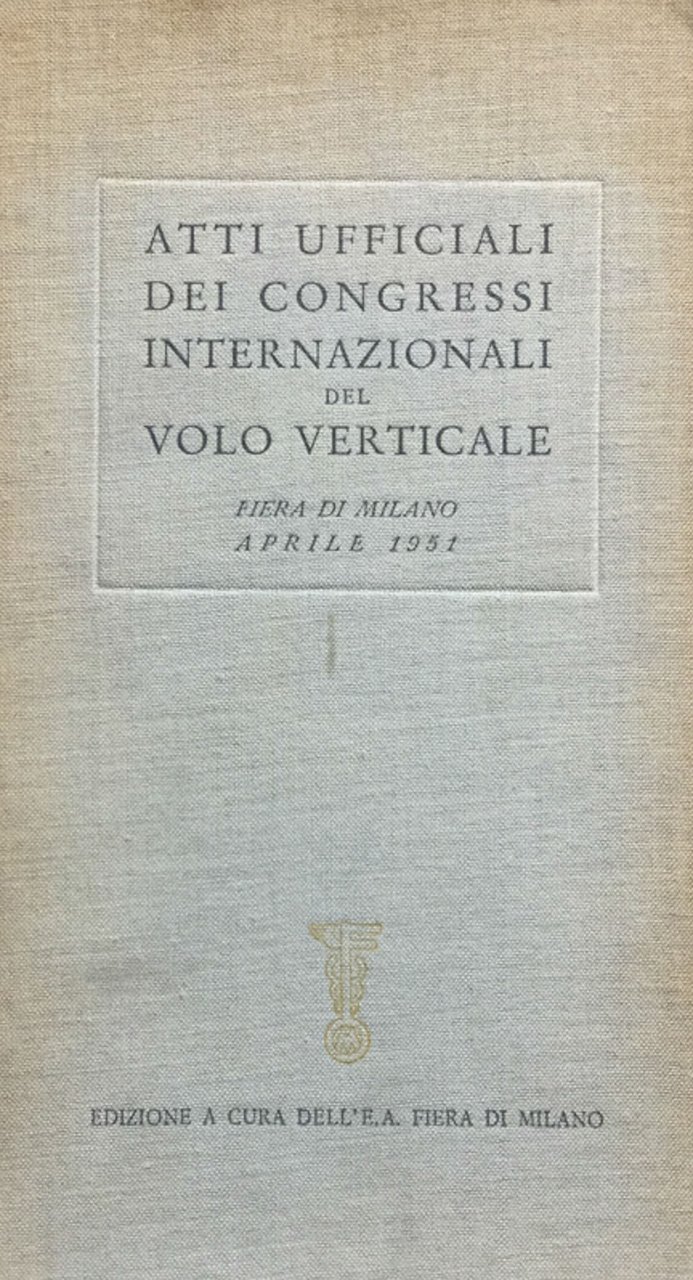 ATTI UFFICIALI
DEI CONGRESSI
INTERNAZIONALI
DEL
VOLO VERTICALE
FIERA DI MILANO
APRILE 1951
EDIZIONE A CURA DELL'E.A. FIERA DI MILANO